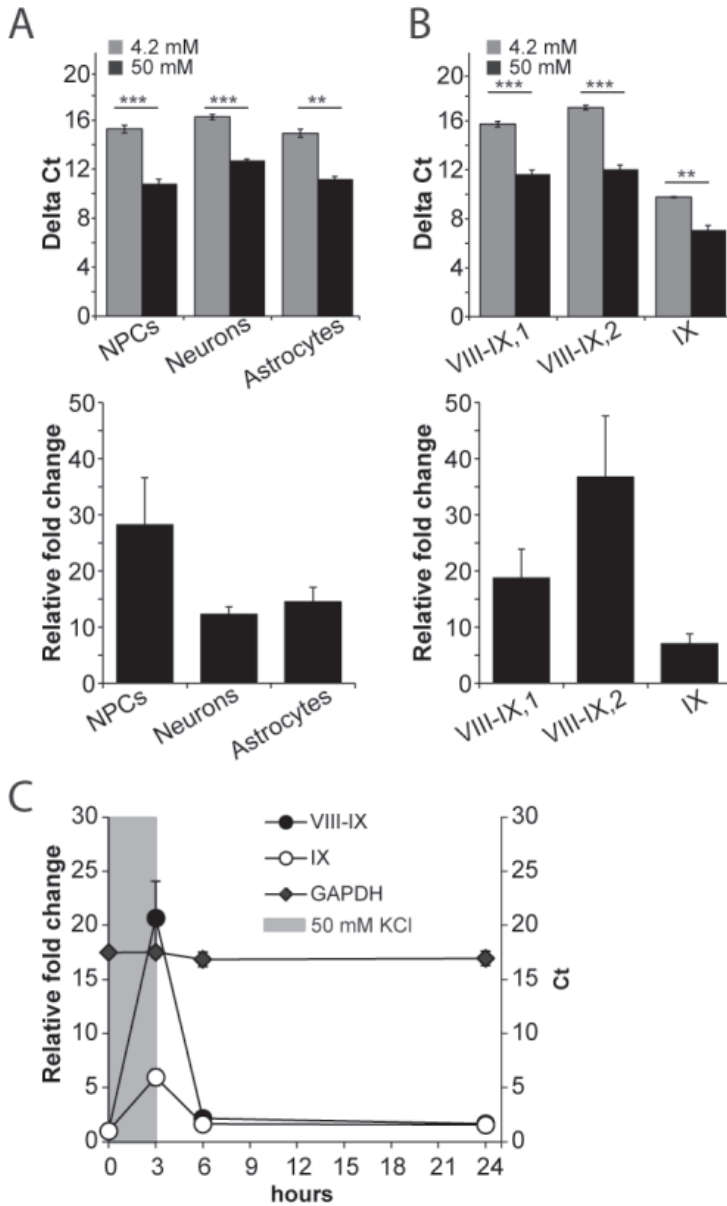 A
4.2 mM
50 mM
20
16
12
8
4
0
Delta Ct
***
***
**
NPCs
Neurons
Astrocytes
B
4.2 mM
50 mM
20
16
12
8
4
0
Delta Ct
***
***
**
VIII-IX,1
VIII-IX,2
IX
50
40
30
20
10
0
Relative fold change
NPCs
Neurons
Astrocytes
50
40
30
20
10
0
Relative fold change
VIII-IX,1
VIII-IX,2
IX
C
30
25
20
15
10
5
0
Relative fold change
VIII-IX
IX
GAPDH
50 mM KCl
30
25
20
15
10
5
0
Ct
0 3 6 9 12 15 18 21 24
hours